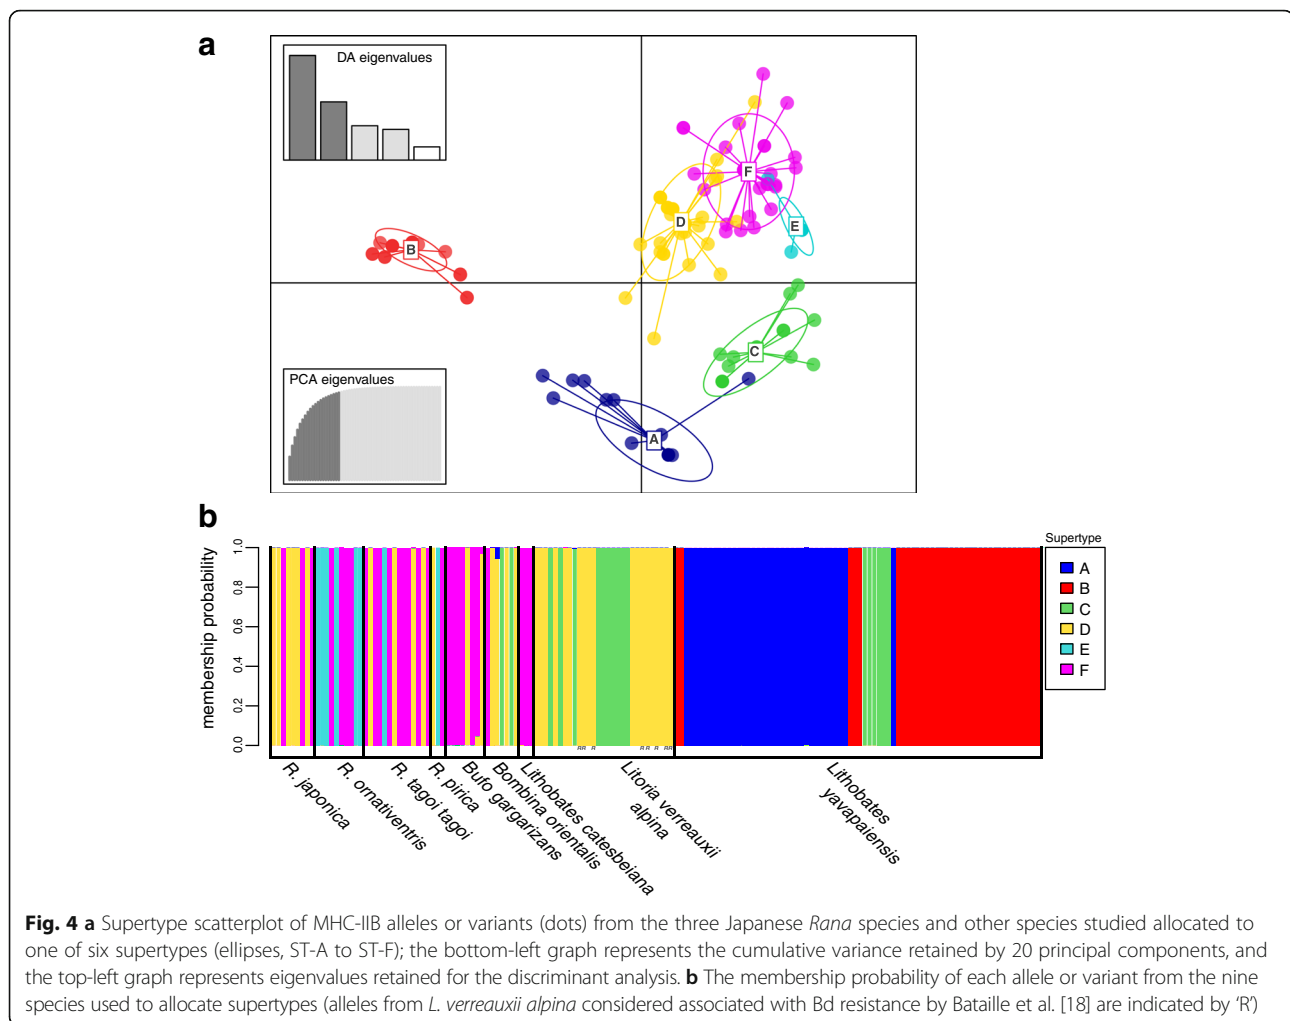 a
DA eigenvalues
F
D
E
B
C
A
PCA eigenvalues
b
membership probability
1.0
0.8
0.6
0.4
0.2
0.0
Supertype
A
B
C
D
E
F
RR R R R R RR
R. japonica
R. ornativentris
R. tagoi tagoi
R. pirica
Bufo gargarizans
Bombina orientalis
Lithobates catesbeiana
Litoria verreauxii
alpina
Lithobates
yavapaiensis
Fig. 4 a Supertype scatterplot of MHC-IIB alleles or variants (dots) from the three Japanese Rana species and other species studied allocated to
one of six supertypes (ellipses, ST-A to ST-F); the bottom-left graph represents the cumulative variance retained by 20 principal components, and
the top-left graph represents eigenvalues retained for the discriminant analysis. b The membership probability of each allele or variant from the nine
species used to allocate supertypes (alleles from L. verreauxii alpina considered associated with Bd resistance by Bataille et al. [18] are indicated by ‘R’)